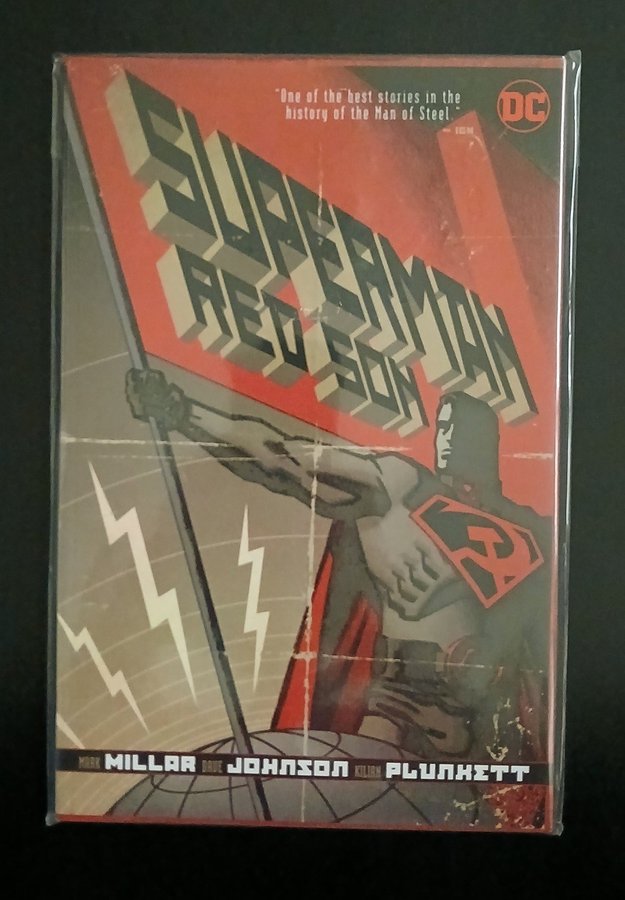 "One of the best stories in the
history of the Man of Steel."
— IGN
DC
SUPERMAN
RED SON
MARK MILLAR DAVE JOHNSON KILIAN PLUNKETT